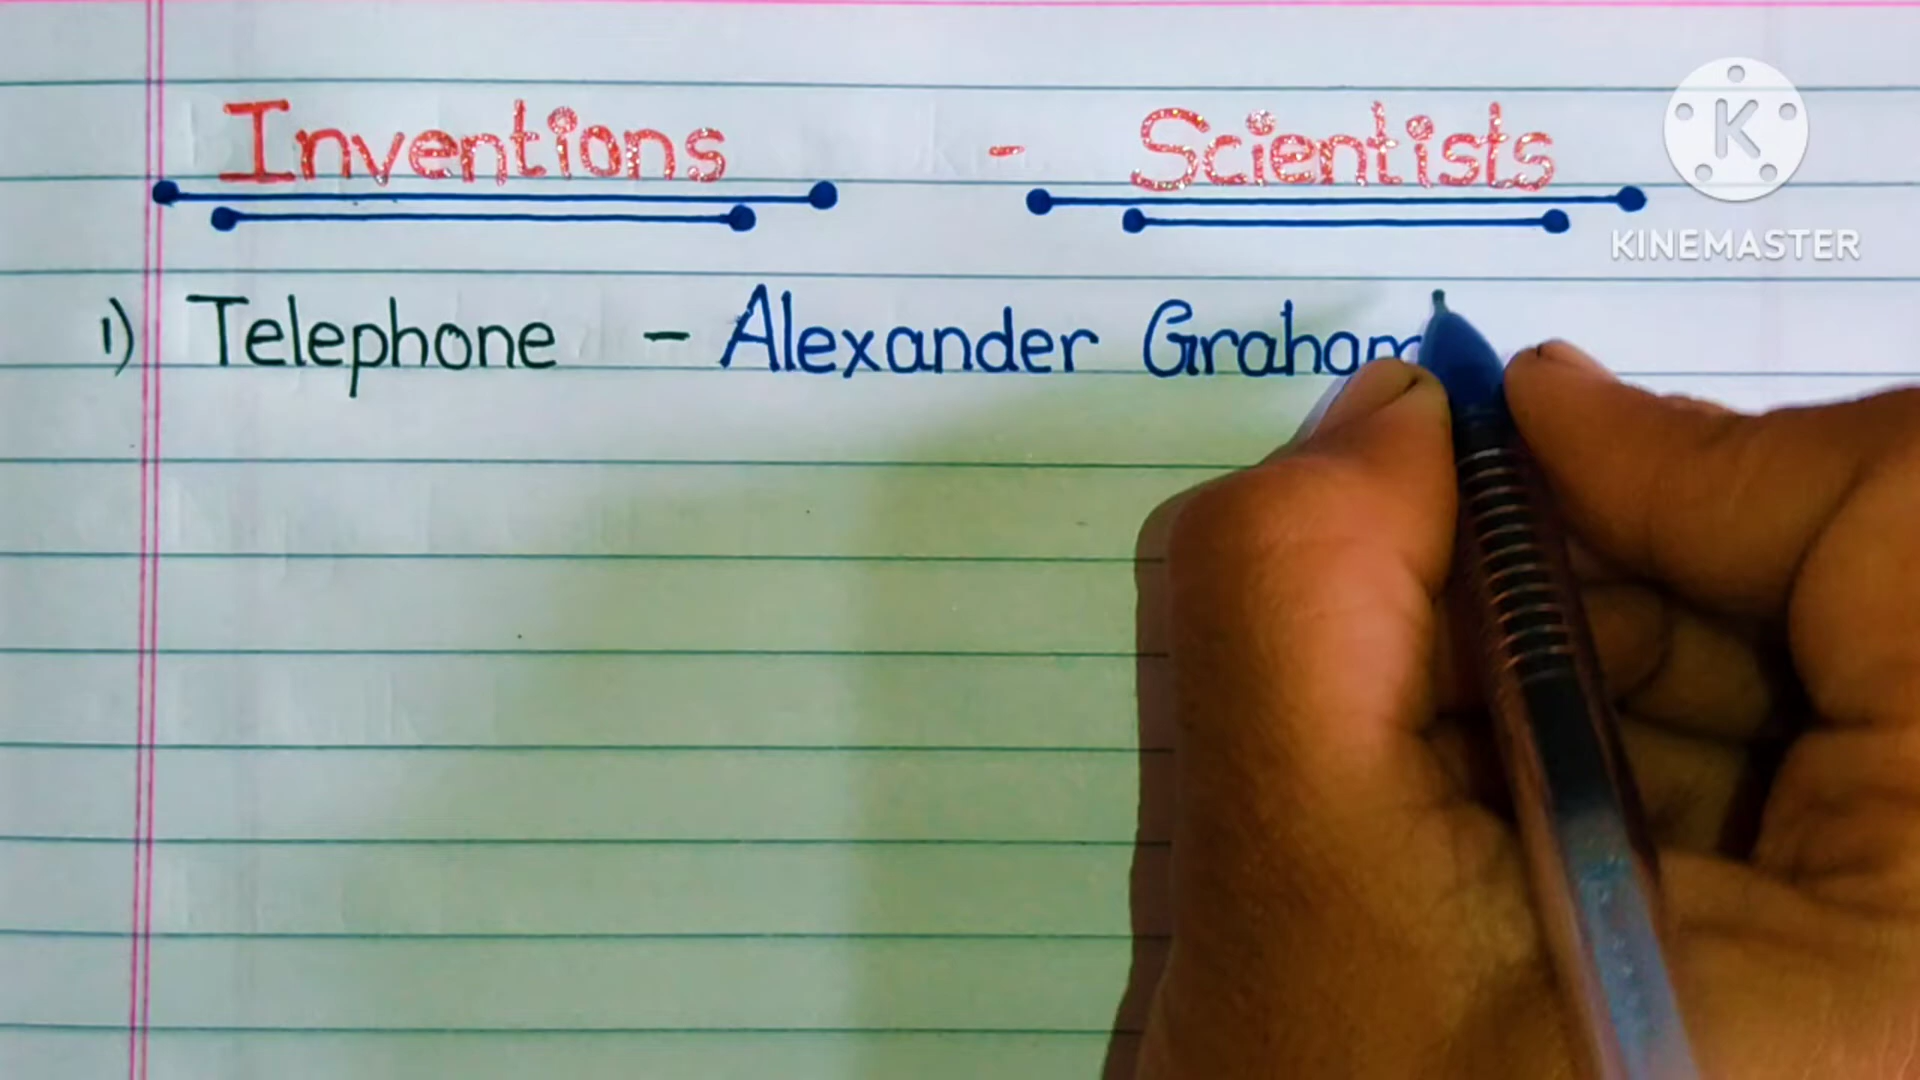 Inventions - Scientists
K
KINEMASTER
1) Telephone - Alexander Graham